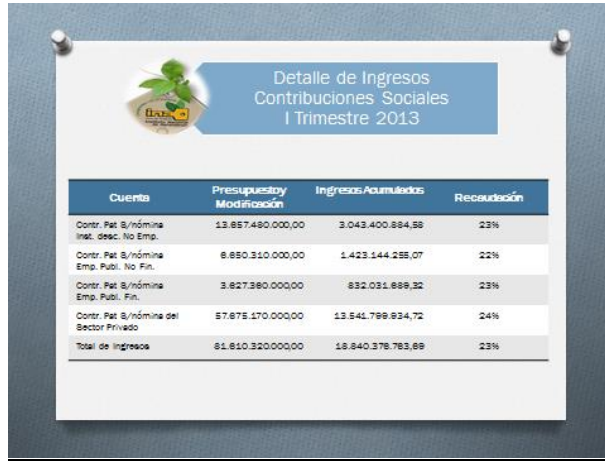 Detalle de Ingresos
Contribuciones Sociales
I Trimestre 2013
Cuenta Presupuesto y Modificación Ingresos Acumulados Recaudación
Contr. Pat S/nómina Inst. desc. No Emp. 13.657.480.000,00 3.043.400.884,58 23%
Contr. Pat S/nómina Emp. Publ. No Fin. 6.650.310.000,00 1.423.144.255,07 22%
Contr. Pat S/nómina Emp. Publ. Fin. 3.627.360.000,00 832.031.689,32 23%
Contr. Pat S/nómina del Sector Privado 57.675.170.000,00 13.541.799.934,72 24%
Total de Ingresos 81.610.320.000,00 18.840.376.763,69 23%